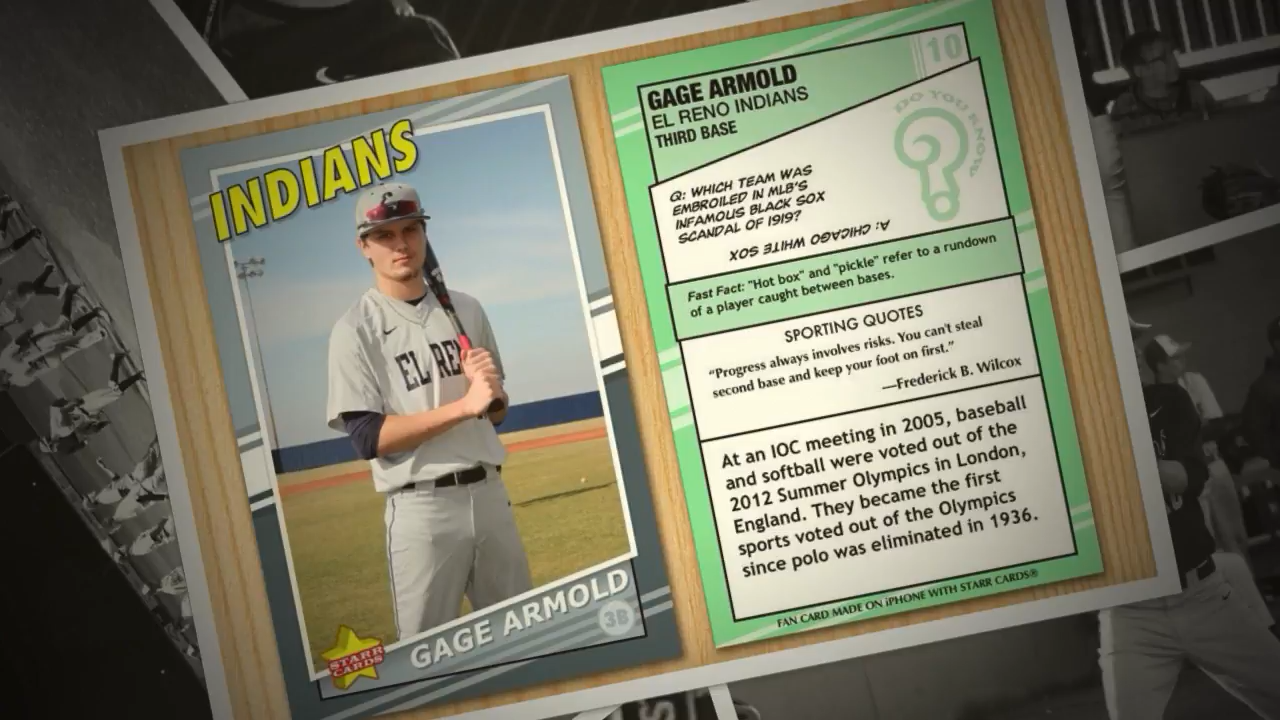 INDIANS
EL RE
STARR
CARDS
GAGE ARMOLD
3B
10
GAGE ARMOLD
EL RENO INDIANS
THIRD BASE
DO YOU KNOW
Q: WHICH TEAM WAS
EMBROILED IN MLB'S
INFAMOUS BLACK SOX
SCANDAL OF 1919?
A: CHICAGO WHITE SOX
Fast Fact: "Hot box" and "pickle" refer to a rundown
of a player caught between bases.
SPORTING QUOTES
"Progress always involves risks. You can't steal
second base and keep your foot on first."
—Frederick B. Wilcox
At an IOC meeting in 2005, baseball
and softball were voted out of the
2012 Summer Olympics in London,
England. They became the first
sports voted out of the Olympics
since polo was eliminated in 1936.
FAN CARD MADE ON iPHONE WITH STARR CARDS®